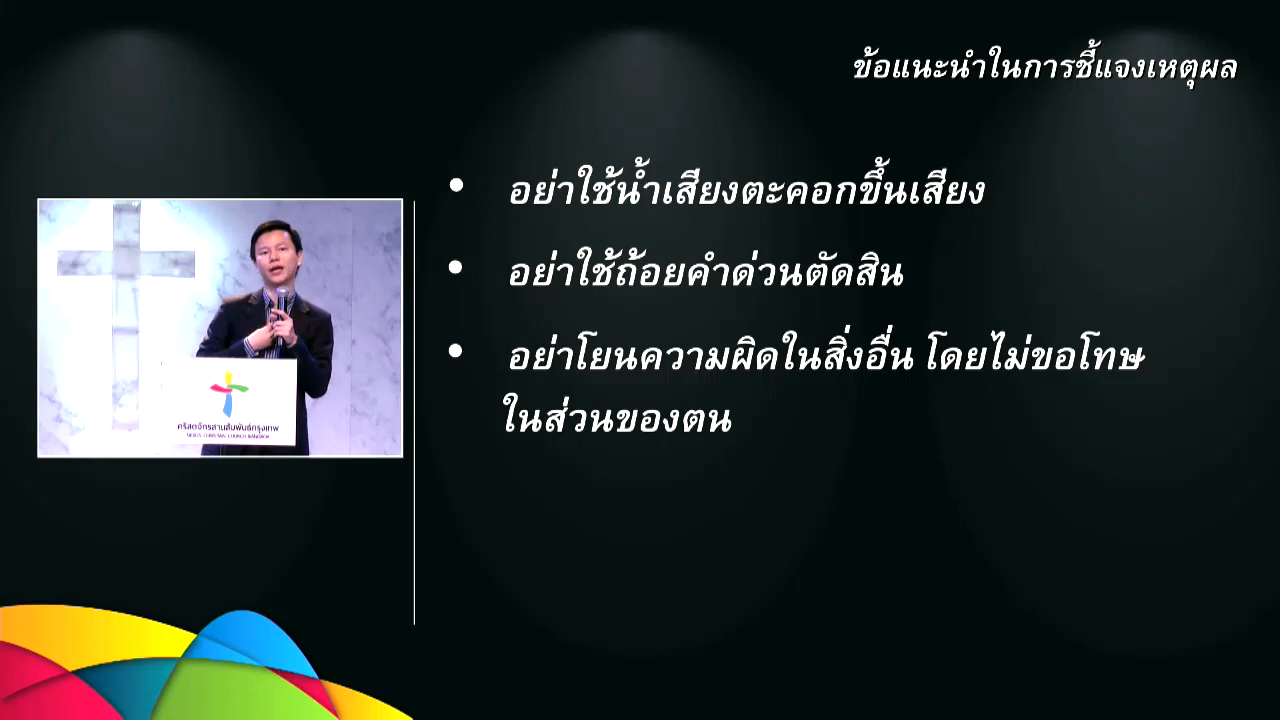 ข้อแนะนำในการชี้แจงเหตุผล
อย่าใช้น้ำเสียงตะคอกขึ้นเสียง
อย่าใช้ถ้อยคำด่วนตัดสิน
อย่าโยนความผิดในสิ่งอื่น โดยไม่ขอโทษ
ในส่วนของตน
คริสตจักรสานสัมพันธ์กรุงเทพ
NEXUS CHRISTIAN CHURCH BANGKOK